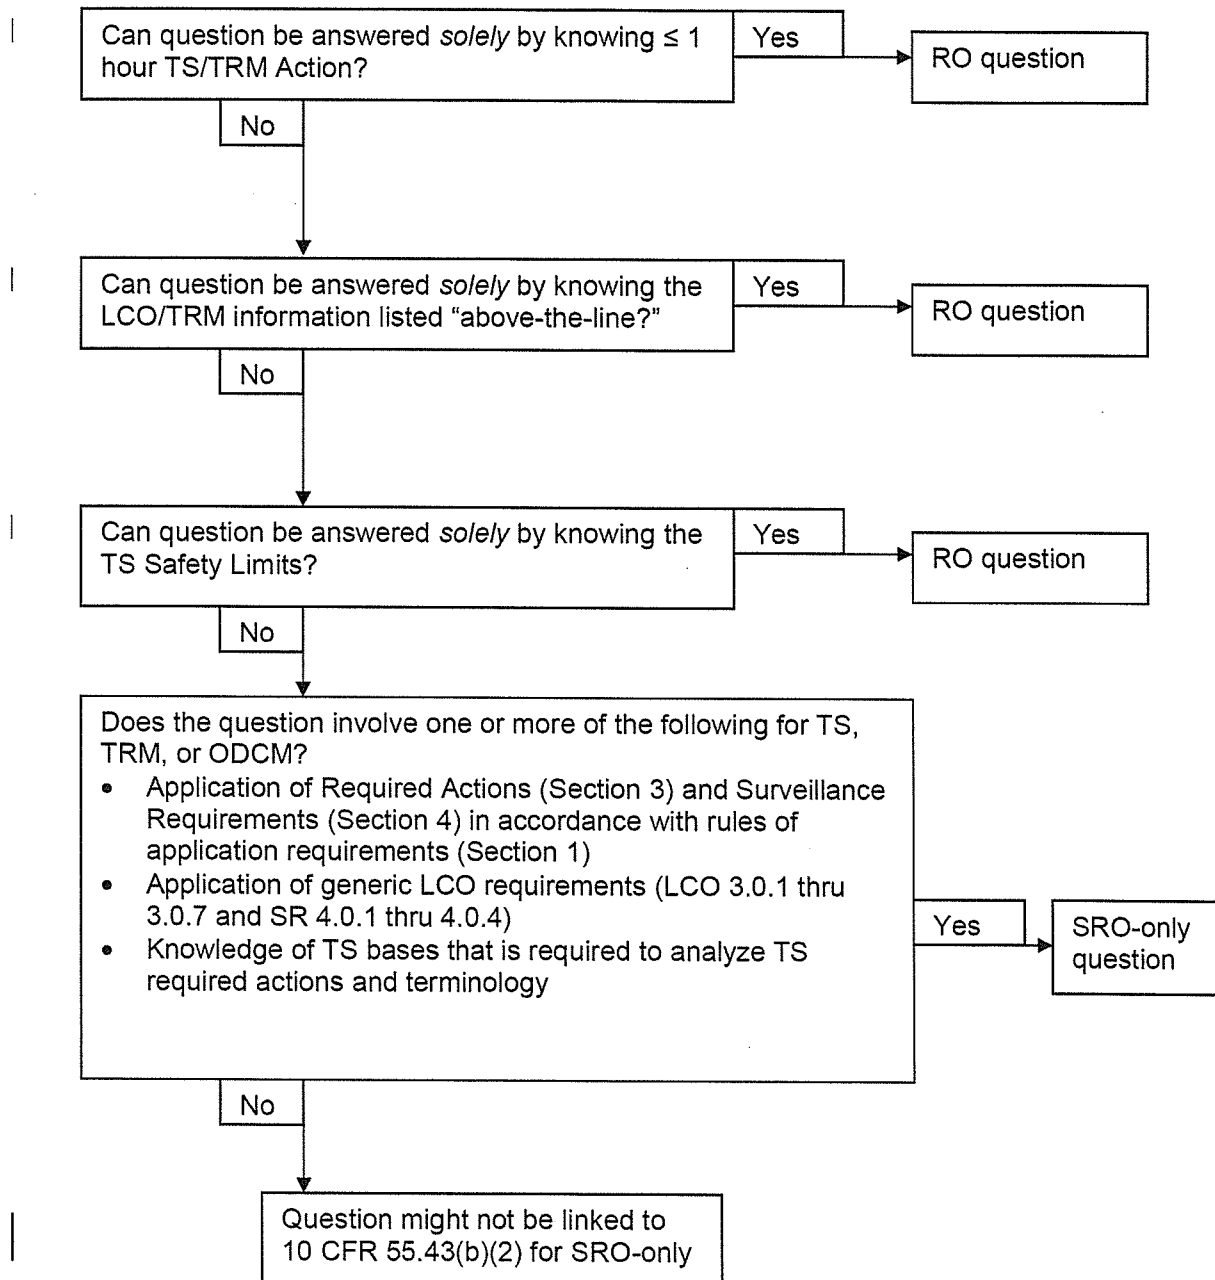 Can question be answered solely by knowing ≤ 1
hour TS/TRM Action?
Yes
RO question
No
Can question be answered solely by knowing the
LCO/TRM information listed “above-the-line?”
Yes
RO question
No
Can question be answered solely by knowing the
TS Safety Limits?
Yes
RO question
No
Does the question involve one or more of the following for TS,
TRM, or ODCM?
• Application of Required Actions (Section 3) and Surveillance
Requirements (Section 4) in accordance with rules of
application requirements (Section 1)
• Application of generic LCO requirements (LCO 3.0.1 thru
3.0.7 and SR 4.0.1 thru 4.0.4)
• Knowledge of TS bases that is required to analyze TS
required actions and terminology
Yes
SRO-only
question
No
Question might not be linked to
10 CFR 55.43(b)(2) for SRO-only